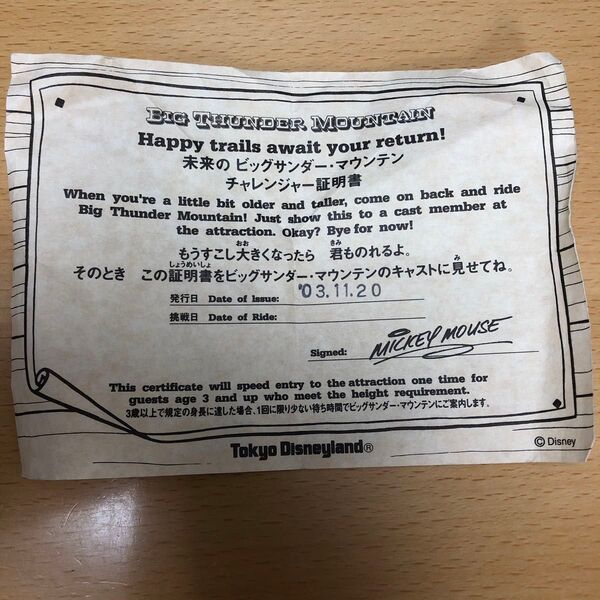 BIG THUNDER MOUNTAIN
Happy trails await your return!
未来の ビッグサンダー・マウンテン
チャレンジャー証明書
When you're a little bit older and taller, come on back and ride
Big Thunder Mountain! Just show this to a cast member at
the attraction. Okay? Bye for now!
おお きみ
もうすこし大きくなったら 君ものれるよ。
しょうめいしょ み
そのとき この証明書をビッグサンダー・マウンテンのキャストに見せてね。
発行日 Date of Issue: '03.11.20
挑戦日 Date of Ride:
Signed: MICKEY MOUSE
This certificate will speed entry to the attraction one time for
guests age 3 and up who meet the height requirement.
3歳以上で規定の身長に達した場合、1回に限り少ない待ち時間でビッグサンダー・マウンテンにご案内します。
Tokyo Disneyland®
© Disney